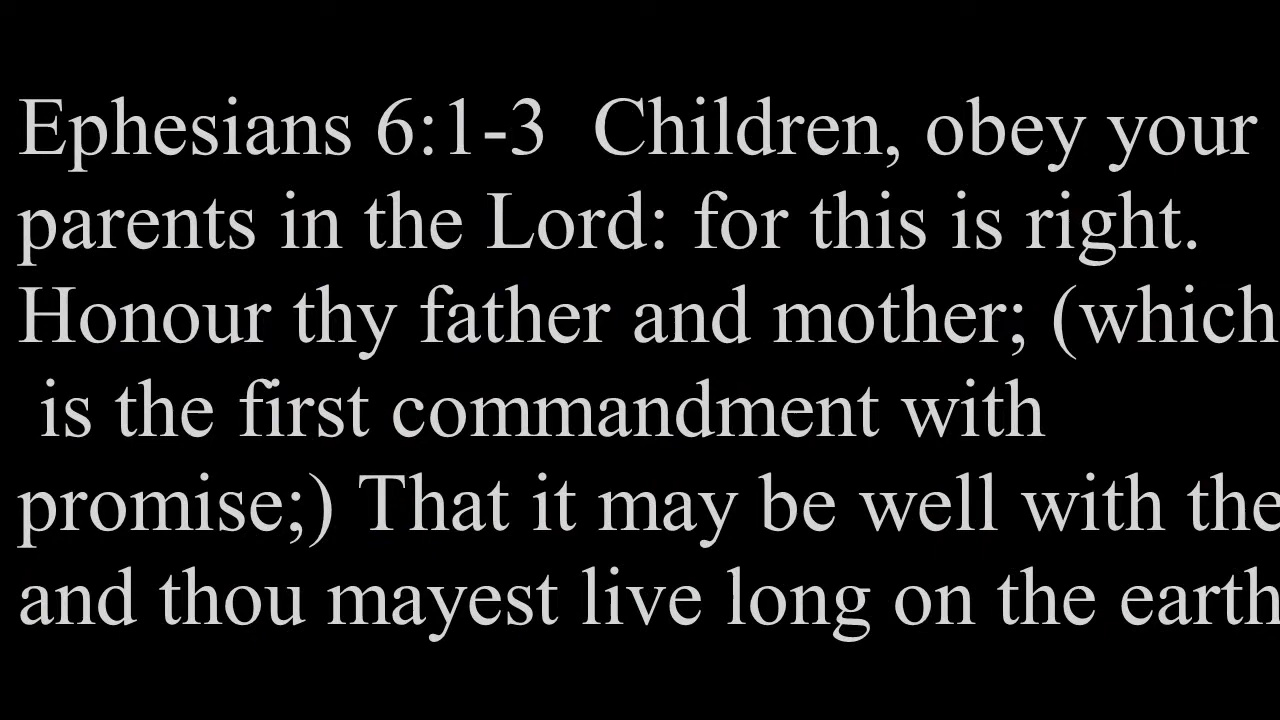 Ephesians 6:1-3  Children, obey your
parents in the Lord: for this is right.
Honour thy father and mother; (which
is the first commandment with
promise;) That it may be well with the
and thou mayest live long on the earth